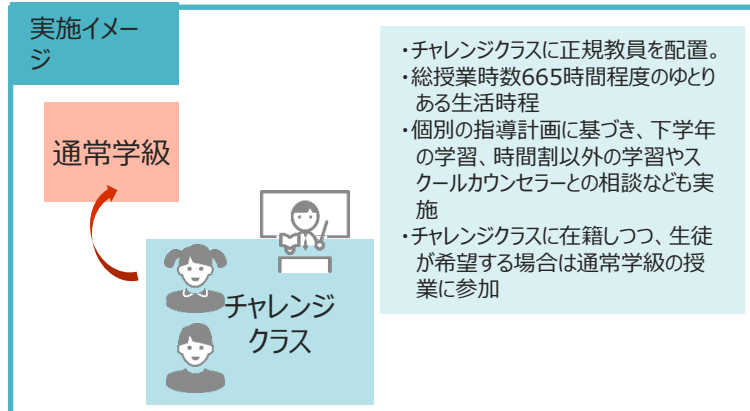 実施イメー
ジ
通常学級
チャレンジ
クラス
・チャレンジクラスに正規教員を配置。
・総授業時数665時間程度のゆとり
ある生活時程
・個別の指導計画に基づき、下学年
の学習、時間割以外の学習やス
クールカウンセラーとの相談なども実
施
・チャレンジクラスに在籍しつつ、生徒
が希望する場合は通常学級の授
業に参加